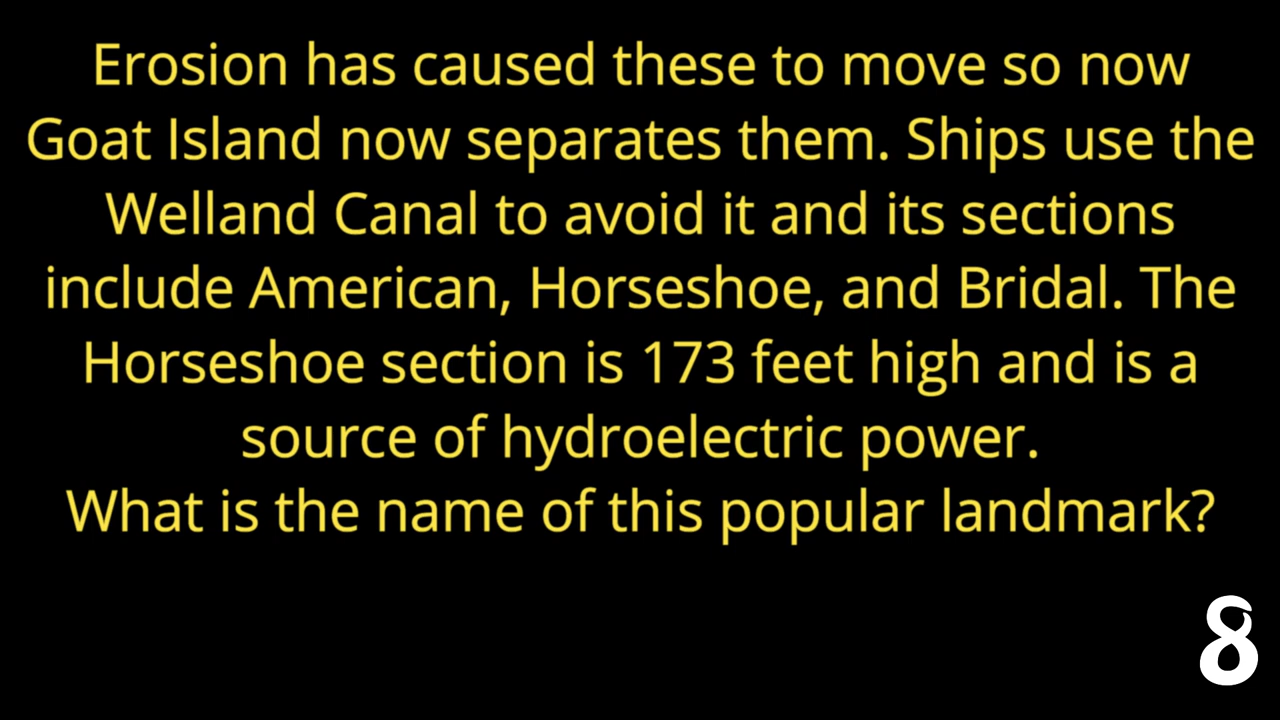 Erosion has caused these to move so now
Goat Island now separates them. Ships use the
Welland Canal to avoid it and its sections
include American, Horseshoe, and Bridal. The
Horseshoe section is 173 feet high and is a
source of hydroelectric power.
What is the name of this popular landmark?
8